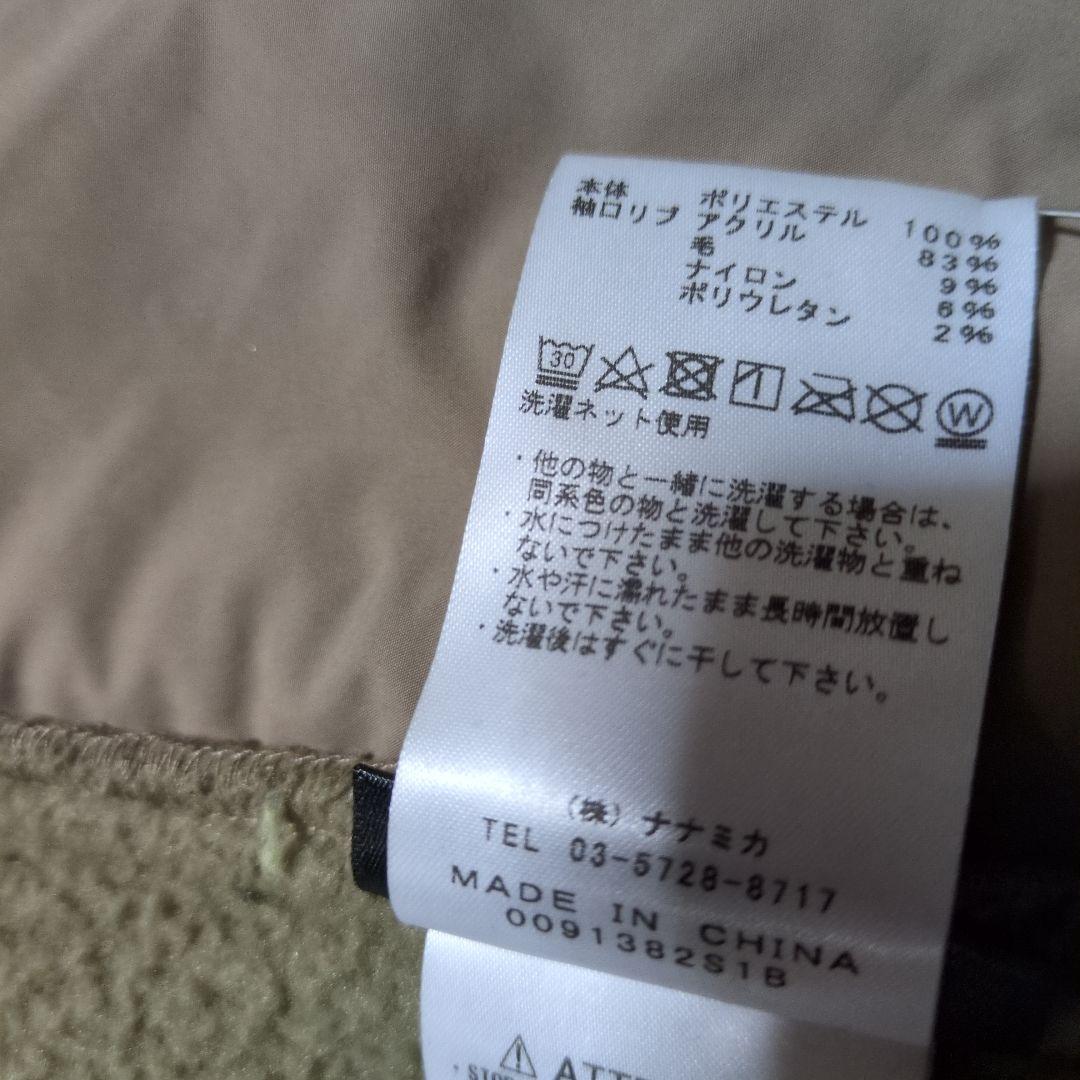 本体 ポリエステル 100%
袖口リブ アクリル 83%
毛 9%
ナイロン 6%
ポリウレタン 2%
30 W
洗濯ネット使用
・他の物と一緒に洗濯する場合は、
同系色の物と洗濯して下さい。
・水につけたまま他の洗濯物と重ね
ないで下さい。
・水や汗に濡れたまま長時間放置し
ないで下さい。
・洗濯後はすぐに干して下さい。
(株) ナナミカ
TEL 03-5728-8717
MADE IN CHINA
0091382S1B